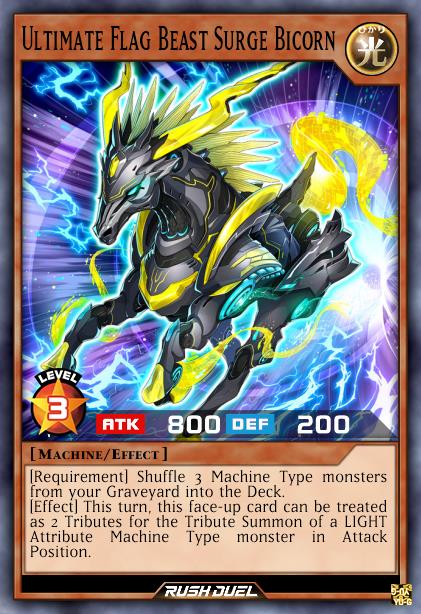 ULTIMATE FLAG BEAST SURGE BICORN
ひかり
光
LEVEL
3
ATK 800 DEF 200
[MACHINE/EFFECT]
[Requirement] Shuffle 3 Machine Type monsters
from your Graveyard into the Deck.
[Effect] This turn, this face-up card can be treated
as 2 Tributes for the Tribute Summon of a LIGHT
Attribute Machine Type monster in Attack
Position.
RUSH DUEL